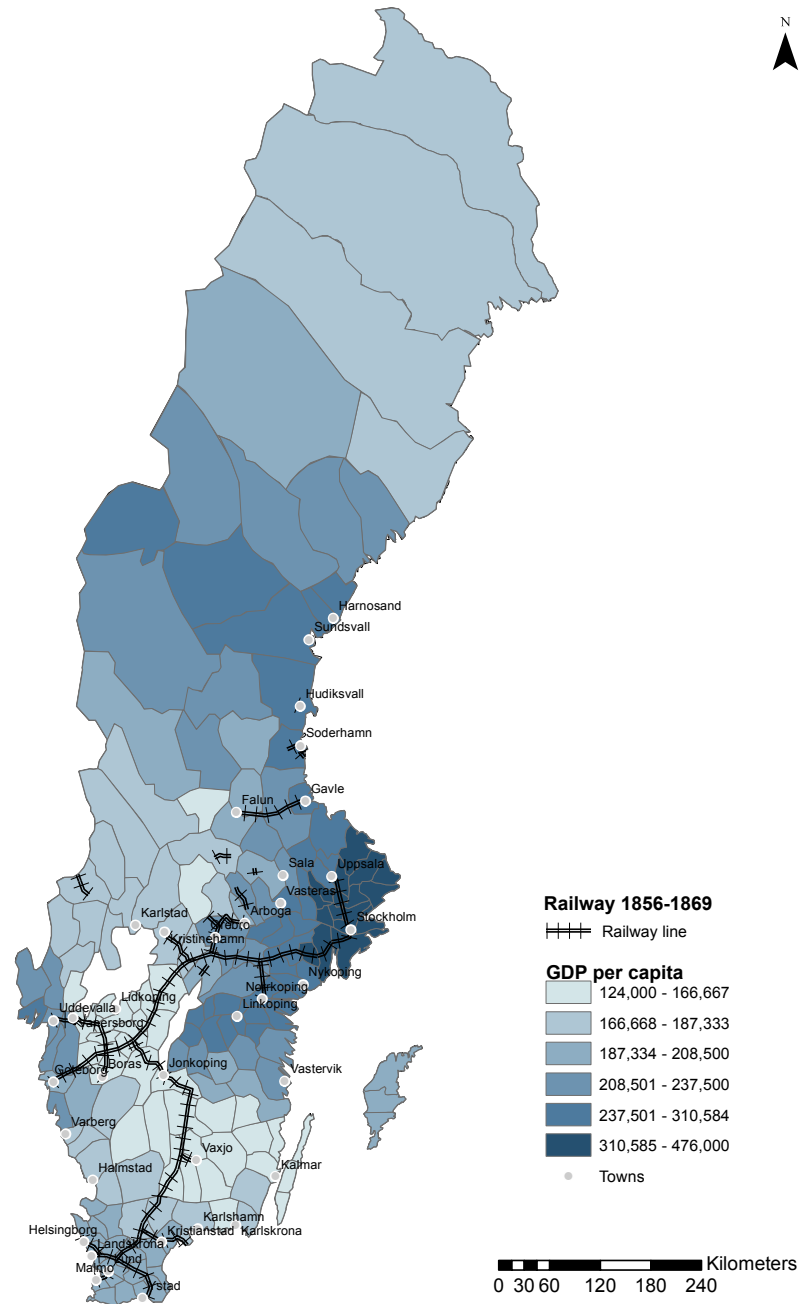 N
Harnosand
Sundsvall
Hudiksvall
Soderhamn
Gavle
Falun
Sala
Uppsala
Vasteras
Arboga
Karlstad
Stockholm
Kristinehamn
Nykoping
Norrkoping
Lidkoping
Linkoping
Uddevalla
Goteborg
Boras
Jonkoping
Vastervik
Varberg
Vaxjo
Halmstad
Kalmar
Karlshamn
Helsingborg
Kristianstad
Karlskrona
Landskrona
Lund
Malmo
Ystad
Railway 1856-1869
Railway line
GDP per capita
124,000 - 166,667
166,668 - 187,333
187,334 - 208,500
208,501 - 237,500
237,501 - 310,584
310,585 - 476,000
Towns
Kilometers
0 30 60 120 180 240